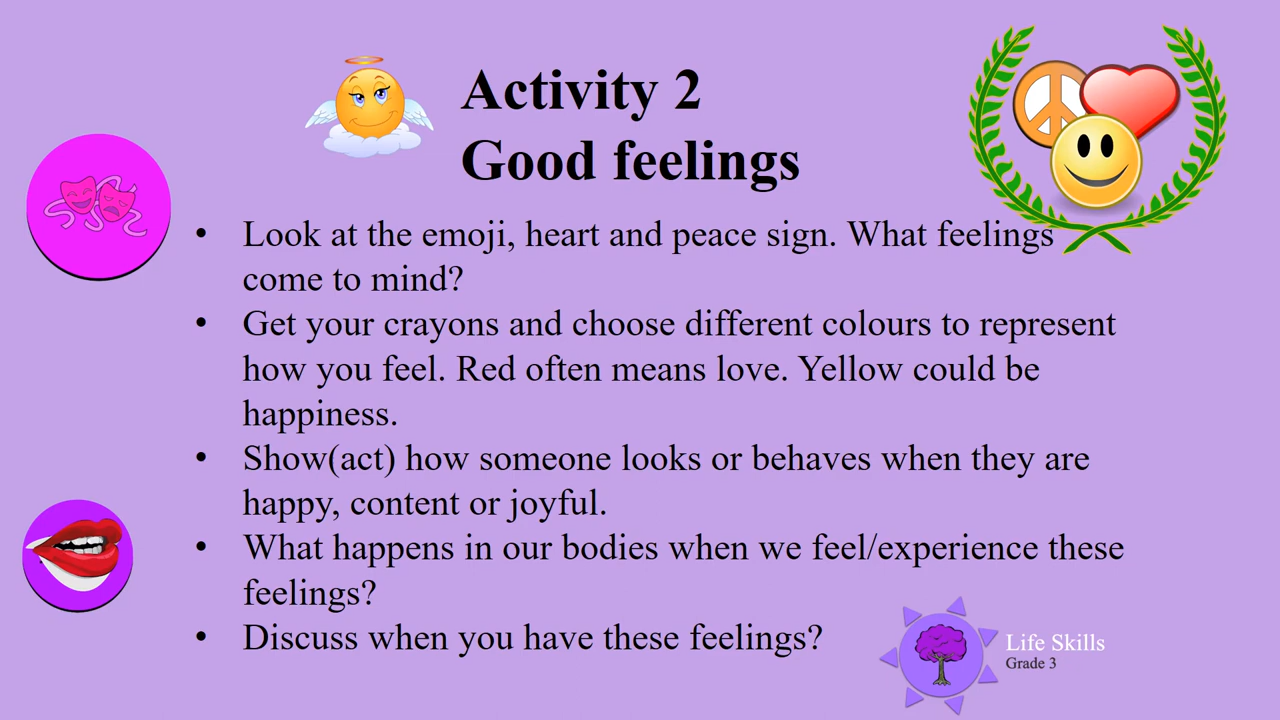 Activity 2
Good feelings
• Look at the emoji, heart and peace sign. What feelings
come to mind?
• Get your crayons and choose different colours to represent
how you feel. Red often means love. Yellow could be
happiness.
• Show(act) how someone looks or behaves when they are
happy, content or joyful.
• What happens in our bodies when we feel/experience these
feelings?
• Discuss when you have these feelings?
Life Skills
Grade 3